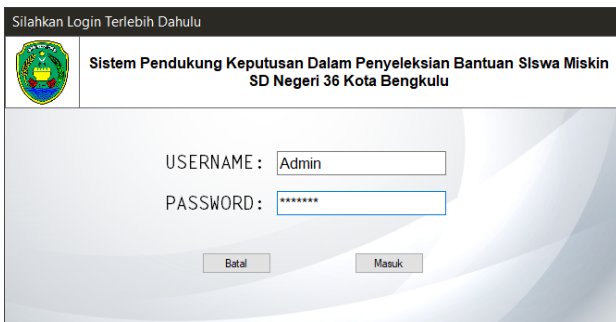 Silahkan Login Terlebih Dahulu
Sistem Pendukung Keputusan Dalam Penyeleksian Bantuan SIswa Miskin
SD Negeri 36 Kota Bengkulu
USERNAME: Admin
PASSWORD: *******
Batal Masuk